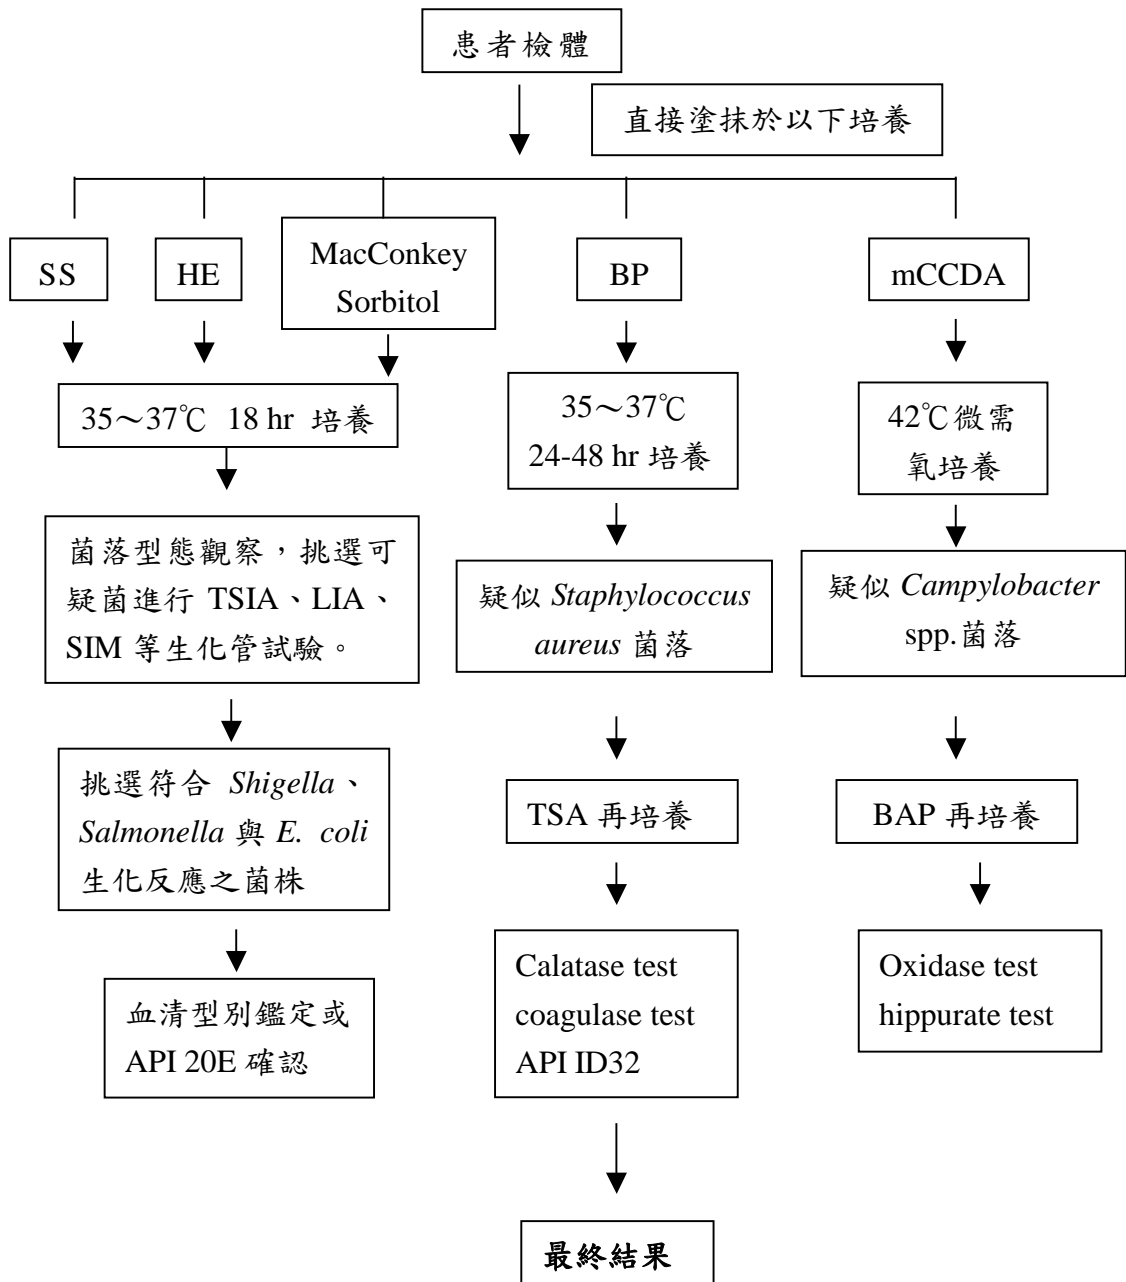 患者檢體
直接塗抹於以下培養
SS
HE
MacConkey
Sorbitol
BP
mCCDA
35～37℃ 18 hr 培養
35～37℃
24-48 hr 培養
42℃微需
氧培養
菌落型態觀察，挑選可
疑菌進行 TSIA、LIA、
SIM 等生化管試驗。
疑似 Staphylococcus
aureus 菌落
疑似 Campylobacter
spp.菌落
挑選符合 Shigella、
Salmonella 與 E. coli
生化反應之菌株
TSA 再培養
BAP 再培養
血清型別鑑定或
API 20E 確認
Calatase test
coagulase test
API ID32
Oxidase test
hippurate test
最終結果